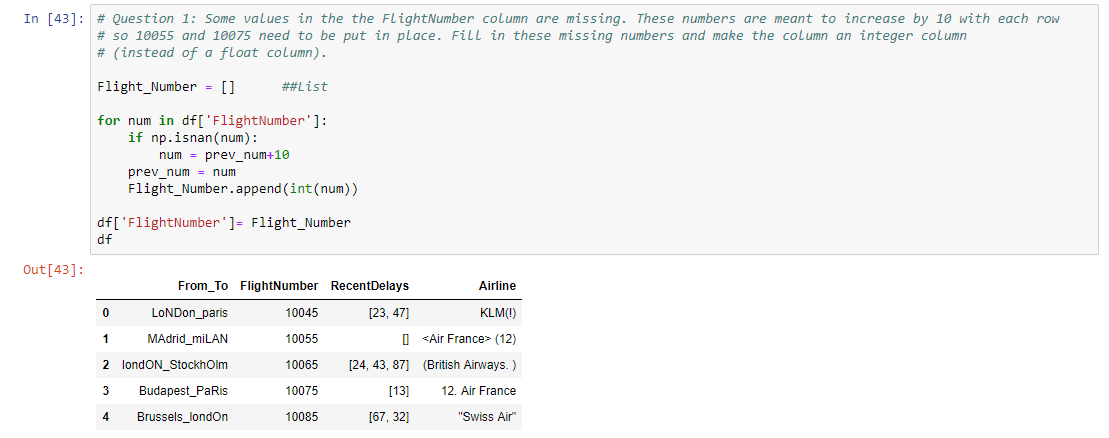 In [43]: # Question 1: Some values in the the FlightNumber column are missing. These numbers are meant to increase by 10 with each row
# so 10055 and 10075 need to be put in place. Fill in these missing numbers and make the column an integer column
# (instead of a float column).
Flight_Number = []      ##List
for num in df['FlightNumber']:
    if np.isnan(num):
        num = prev_num+10
    prev_num = num
    Flight_Number.append(int(num))
df['FlightNumber']= Flight_Number
df
Out[43]:
From_To FlightNumber RecentDelays Airline
0 LoNDon_paris 10045 [23, 47] KLM(!)
1 MAdrid_miLAN 10055 [] <Air France> (12)
2 londON_StockhOlm 10065 [24, 43, 87] (British Airways. )
3 Budapest_PaRis 10075 [13] 12. Air France
4 Brussels_londOn 10085 [67, 32] "Swiss Air"